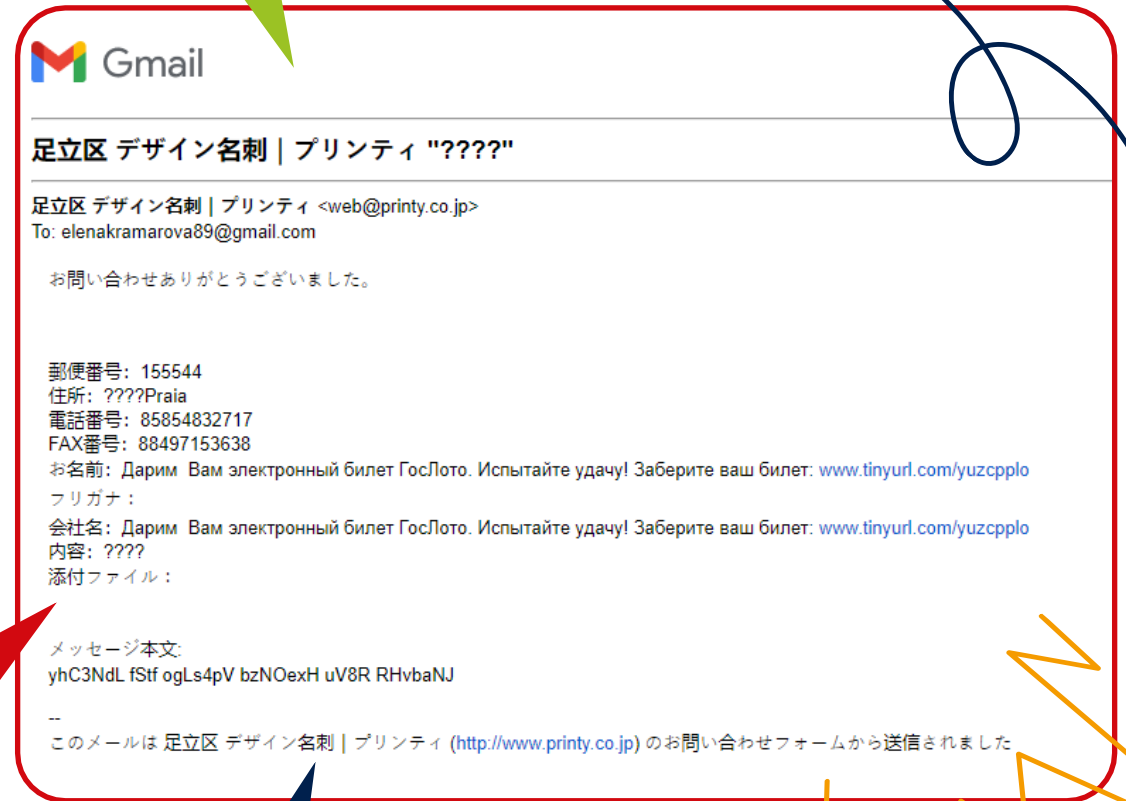 Gmail
足立区 デザイン名刺 | プリンティ "????"
足立区 デザイン名刺 | プリンティ <web@printy.co.jp>
To: elenakramarova89@gmail.com
お問い合わせありがとうございました。
郵便番号: 155544
住所: ????Praia
電話番号: 85854832717
FAX番号: 88497153638
お名前: Дарим Вам электронный билет ГосЛото. Испытайте удачу! Заберите ваш билет: www.tinyurl.com/yuzcpplo
フリガナ:
会社名: Дарим Вам электронный билет ГосЛото. Испытайте удачу! Заберите ваш билет: www.tinyurl.com/yuzcpplo
内容: ????
添付ファイル:
メッセージ本文:
yhC3NdL fStf ogLs4pV bzNOexH uV8R RHvbaNJ
--
このメールは 足立区 デザイン名刺 | プリンティ (http://www.printy.co.jp) のお問い合わせフォームから送信されました